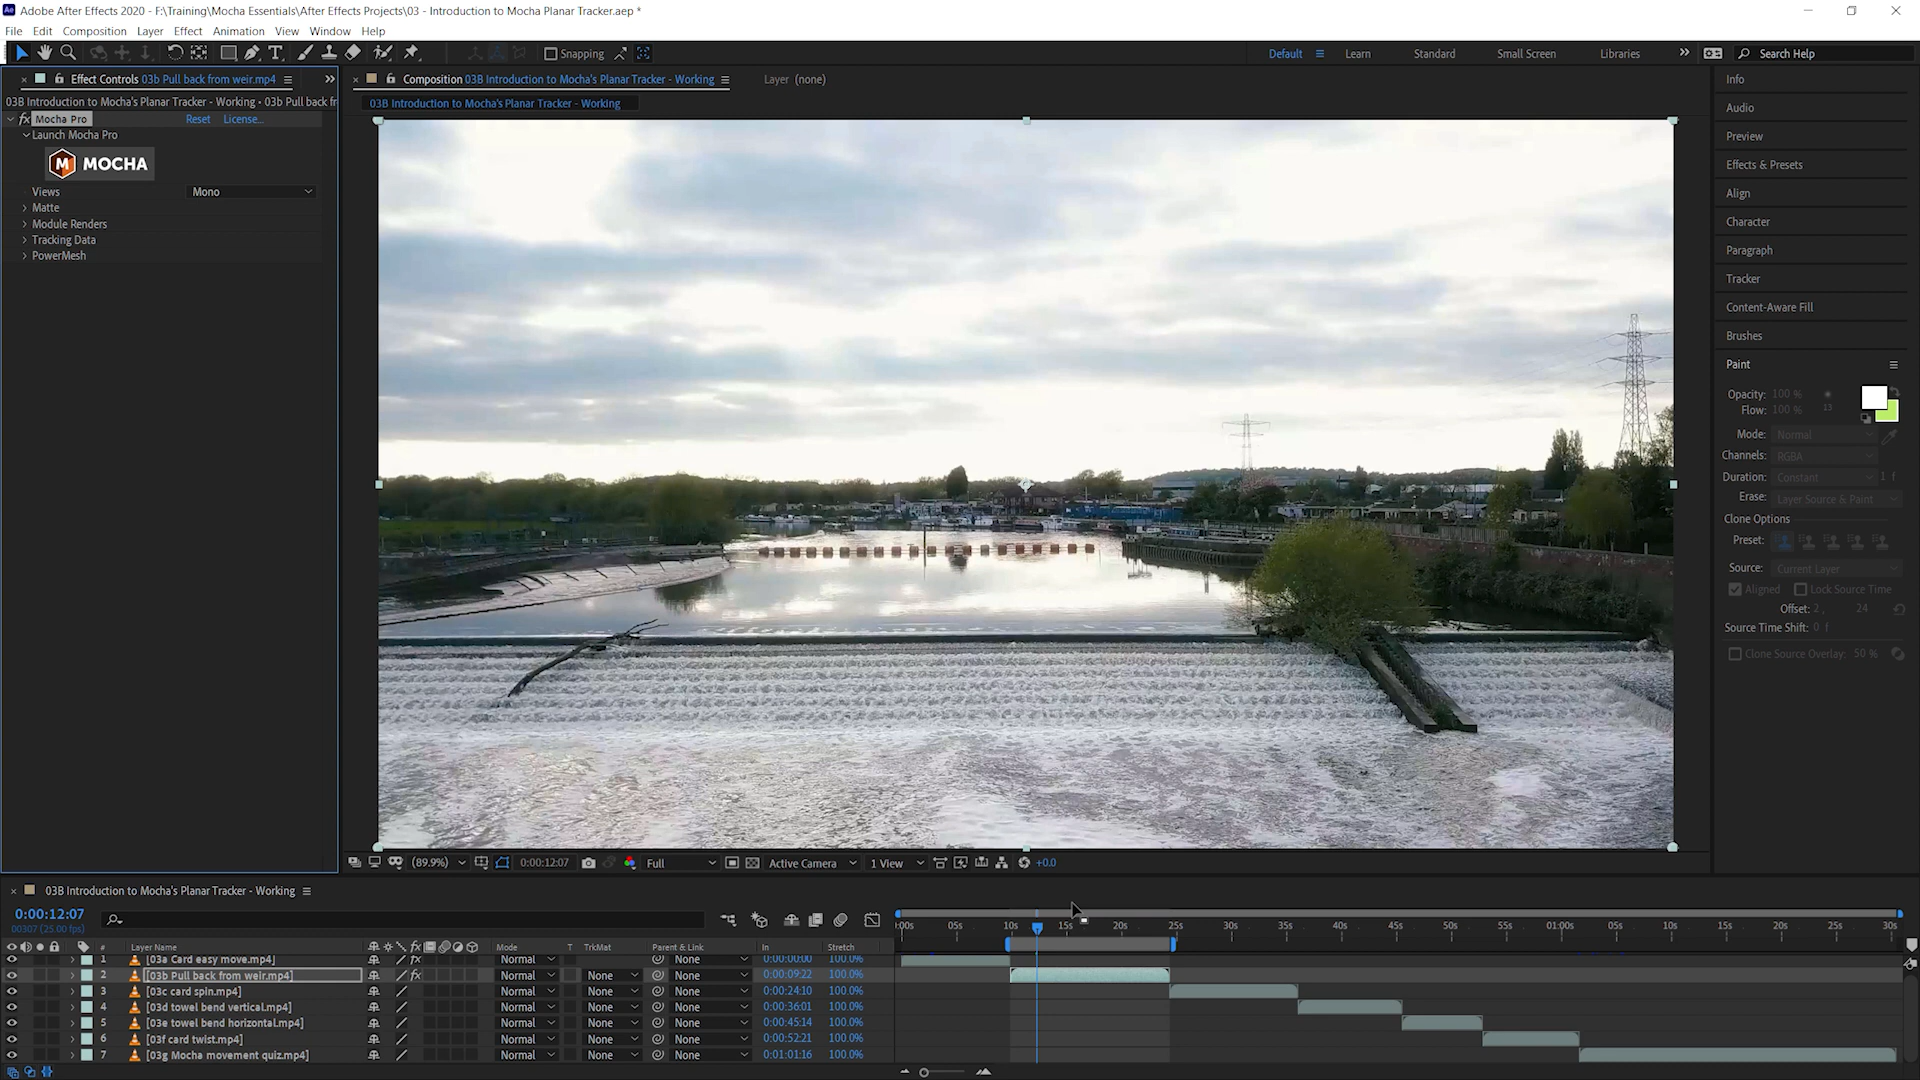 Adobe After Effects 2020 - F:\Training\Mocha Essentials\After Effects Projects\03 - Introduction to Mocha Planar Tracker.aep *
File Edit Composition Layer Effect Animation View Window Help
Snapping Default Learn Standard Small Screen Libraries Search Help
Effect Controls 03b Pull back from weir.mp4
Composition 03B Introduction to Mocha's Planar Tracker - Working
Layer (none)
03B Introduction to Mocha's Planar Tracker - Working • 03b Pull back fr
03B Introduction to Mocha's Planar Tracker - Working
fx Mocha Pro Reset License...
Launch Mocha Pro
M MOCHA
Views Mono
Matte
Module Renders
Tracking Data
PowerMesh
Info
Audio
Preview
Effects & Presets
Align
Character
Paragraph
Tracker
Content-Aware Fill
Brushes
Paint
Opacity: 100 %
Flow: 100 % 13
Mode: Normal
Channels: RGBA
Duration: Constant 1 f
Erase: Layer Source & Paint
Clone Options
Preset:
Source: Current Layer
Aligned Lock Source Time
Offset: 2 , 24
Source Time Shift: 0 f
Clone Source Overlay: 50 %
(89.9%) 0:00:12:07 Full Active Camera 1 View +0.0
03B Introduction to Mocha's Planar Tracker - Working
0:00:12:07
00307 (25.00 fps)
:00s 05s 10s 15s 20s 25s 30s 35s 40s 45s 50s 55s 01:00s 05s 10s 15s 20s 25s 30s
# Layer Name fx Mode T TrkMat Parent & Link In Stretch
1 [03a Card easy move.mp4] fx Normal None 0:00:00:00 100.0%
2 [03b Pull back from weir.mp4] fx Normal None None 0:00:09:22 100.0%
3 [03c card spin.mp4] Normal None None 0:00:24:10 100.0%
4 [03d towel bend vertical.mp4] Normal None None 0:00:36:01 100.0%
5 [03e towel bend horizontal.mp4] Normal None None 0:00:45:14 100.0%
6 [03f card twist.mp4] Normal None None 0:00:52:21 100.0%
7 [03g Mocha movement quiz.mp4] Normal None None 0:01:01:16 100.0%